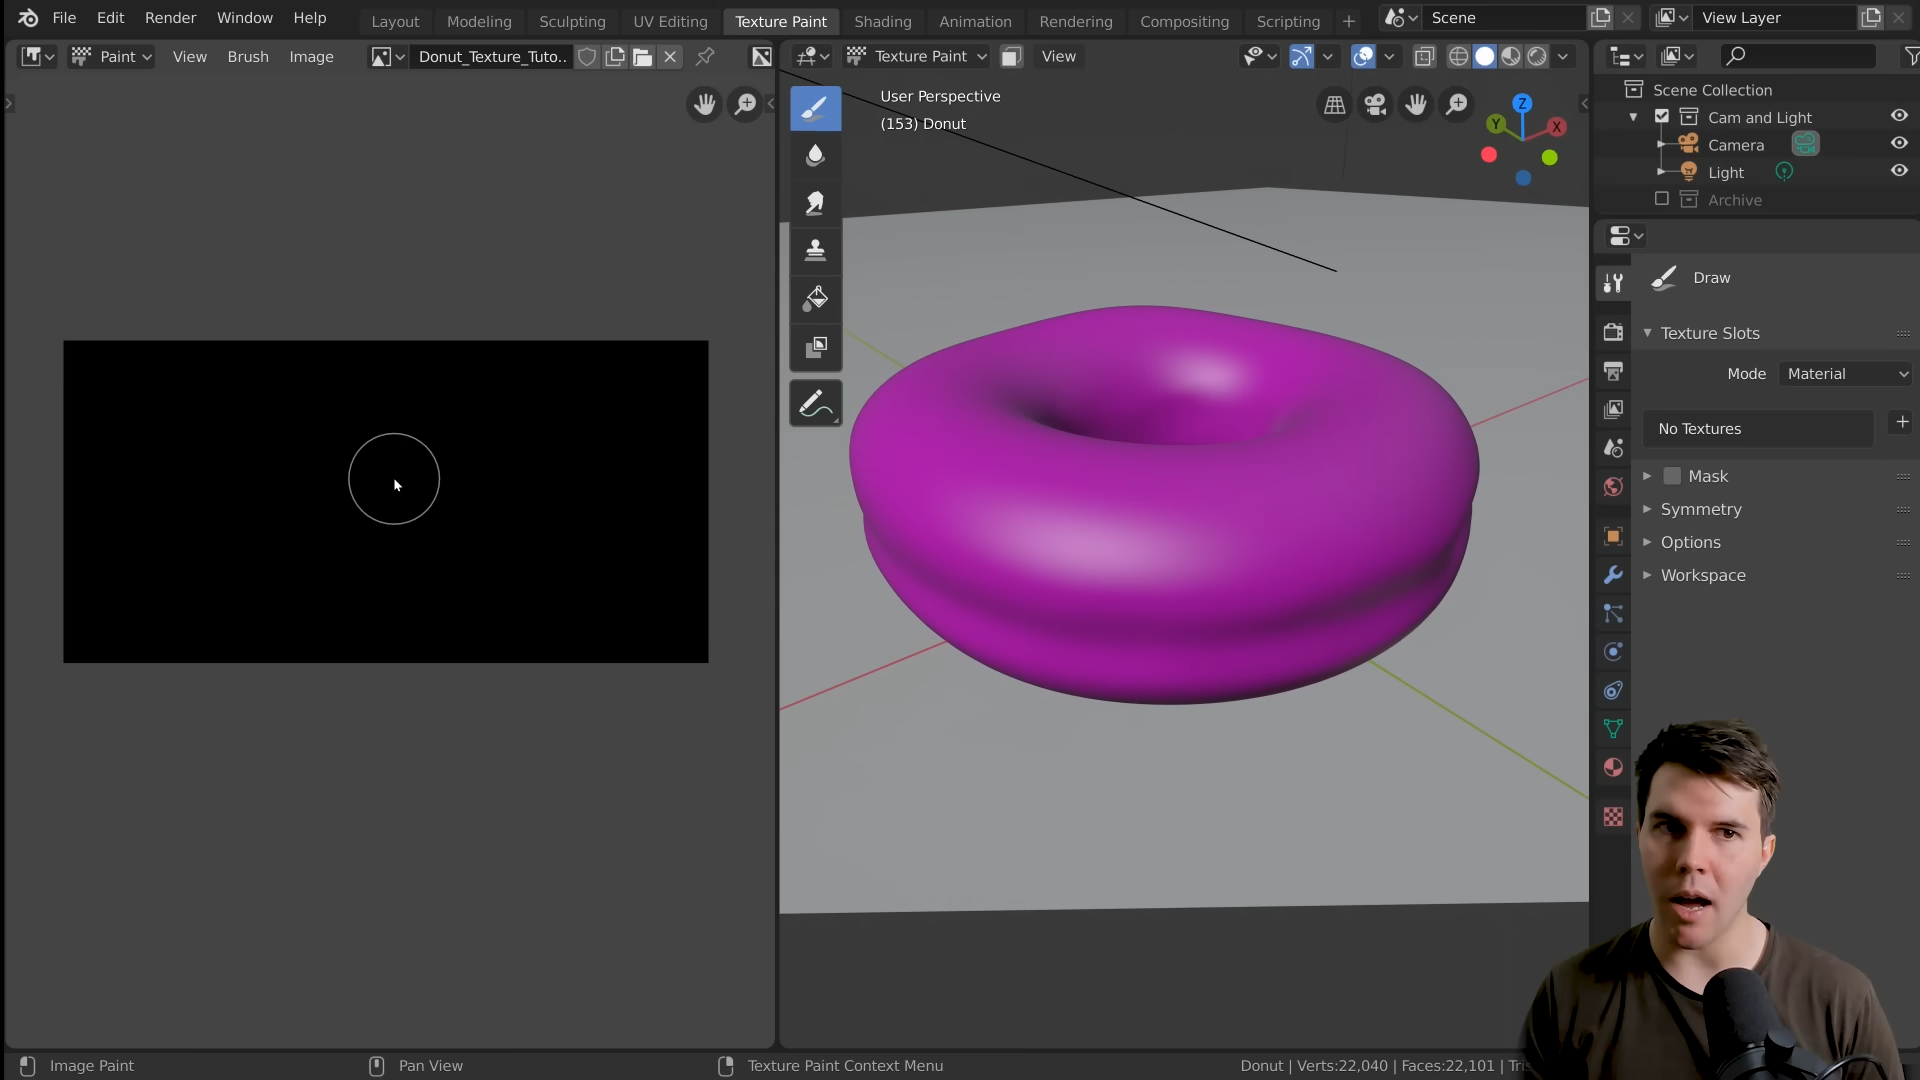 File Edit Render Window Help
Layout Modeling Sculpting UV Editing Texture Paint Shading Animation Rendering Compositing Scripting
Scene
View Layer
Paint View Brush Image
Donut_Texture_Tuto..
Texture Paint View
User Perspective
(153) Donut
Z
Y
X
Scene Collection
Cam and Light
Camera
Light
Archive
Draw
Texture Slots
Mode Material
No Textures
Mask
Symmetry
Options
Workspace
Image Paint
Pan View
Texture Paint Context Menu
Donut | Verts:22,040 | Faces:22,101 |